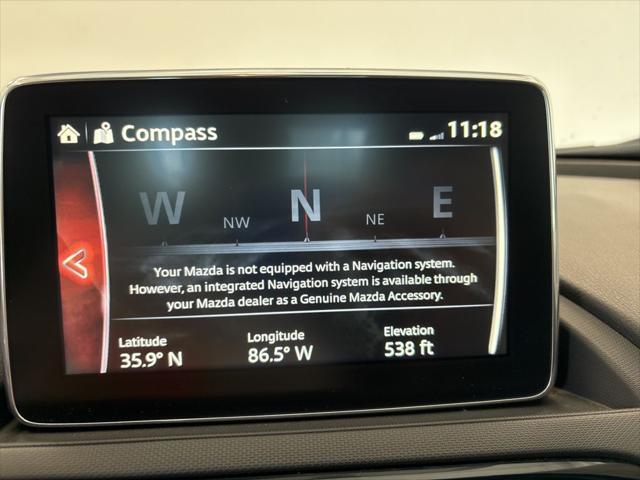 Compass
11:18
W NW N NE E
Your Mazda is not equipped with a Navigation system.
However, an integrated Navigation system is available through
your Mazda dealer as a Genuine Mazda Accessory.
Latitude Longitude Elevation
35.9° N 86.5° W 538 ft